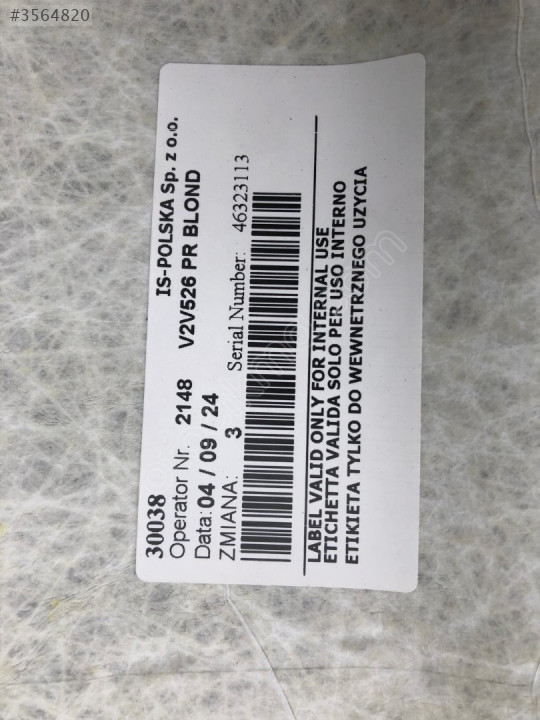 #3564820
30038 IS-POLSKA Sp. z o.o.
Operator Nr. 2148 V2V526 PR BLOND
Data: 04 / 09 / 24
ZMIANA: 3 Serial Number: 46323113
LABEL VALID ONLY FOR INTERNAL USE
ETICHETTA VALIDA SOLO PER USO INTERNO
ETIKIETA TYLKO DO WEWNETRZNEGO UZYCIA